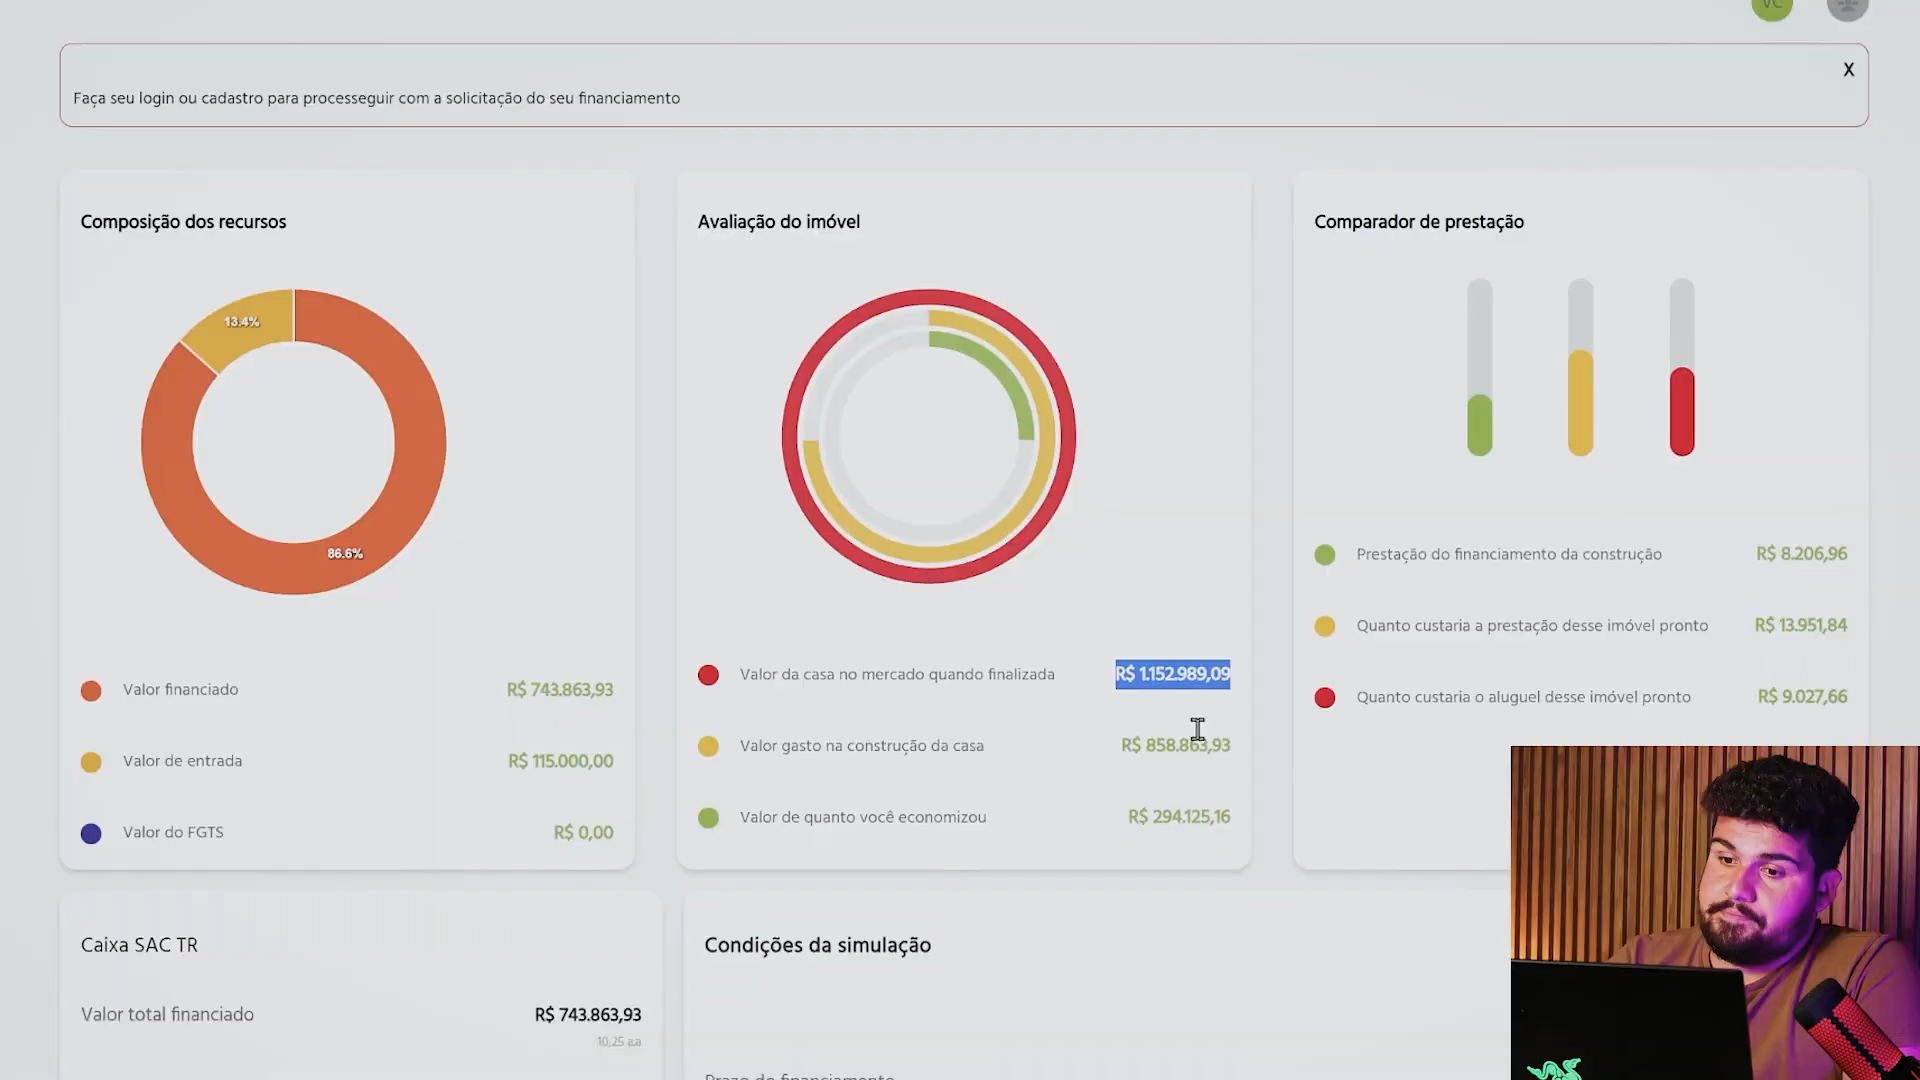 VC
X
Faça seu login ou cadastro para processeguir com a solicitação do seu financiamento
Composição dos recursos
13.4%
86.6%
Valor financiado R$ 743.863,93
Valor de entrada R$ 115.000,00
Valor do FGTS R$ 0,00
Avaliação do imóvel
Valor da casa no mercado quando finalizada R$ 1.152.989,09
Valor gasto na construção da casa R$ 858.863,93
Valor de quanto você economizou R$ 294.125,16
Comparador de prestação
Prestação do financiamento da construção R$ 8.206,96
Quanto custaria a prestação desse imóvel pronto R$ 13.951,84
Quanto custaria o aluguel desse imóvel pronto R$ 9.027,66
Caixa SAC TR
Valor total financiado R$ 743.863,93
10,25 a.a
Condições da simulação
Prazo do financiamento